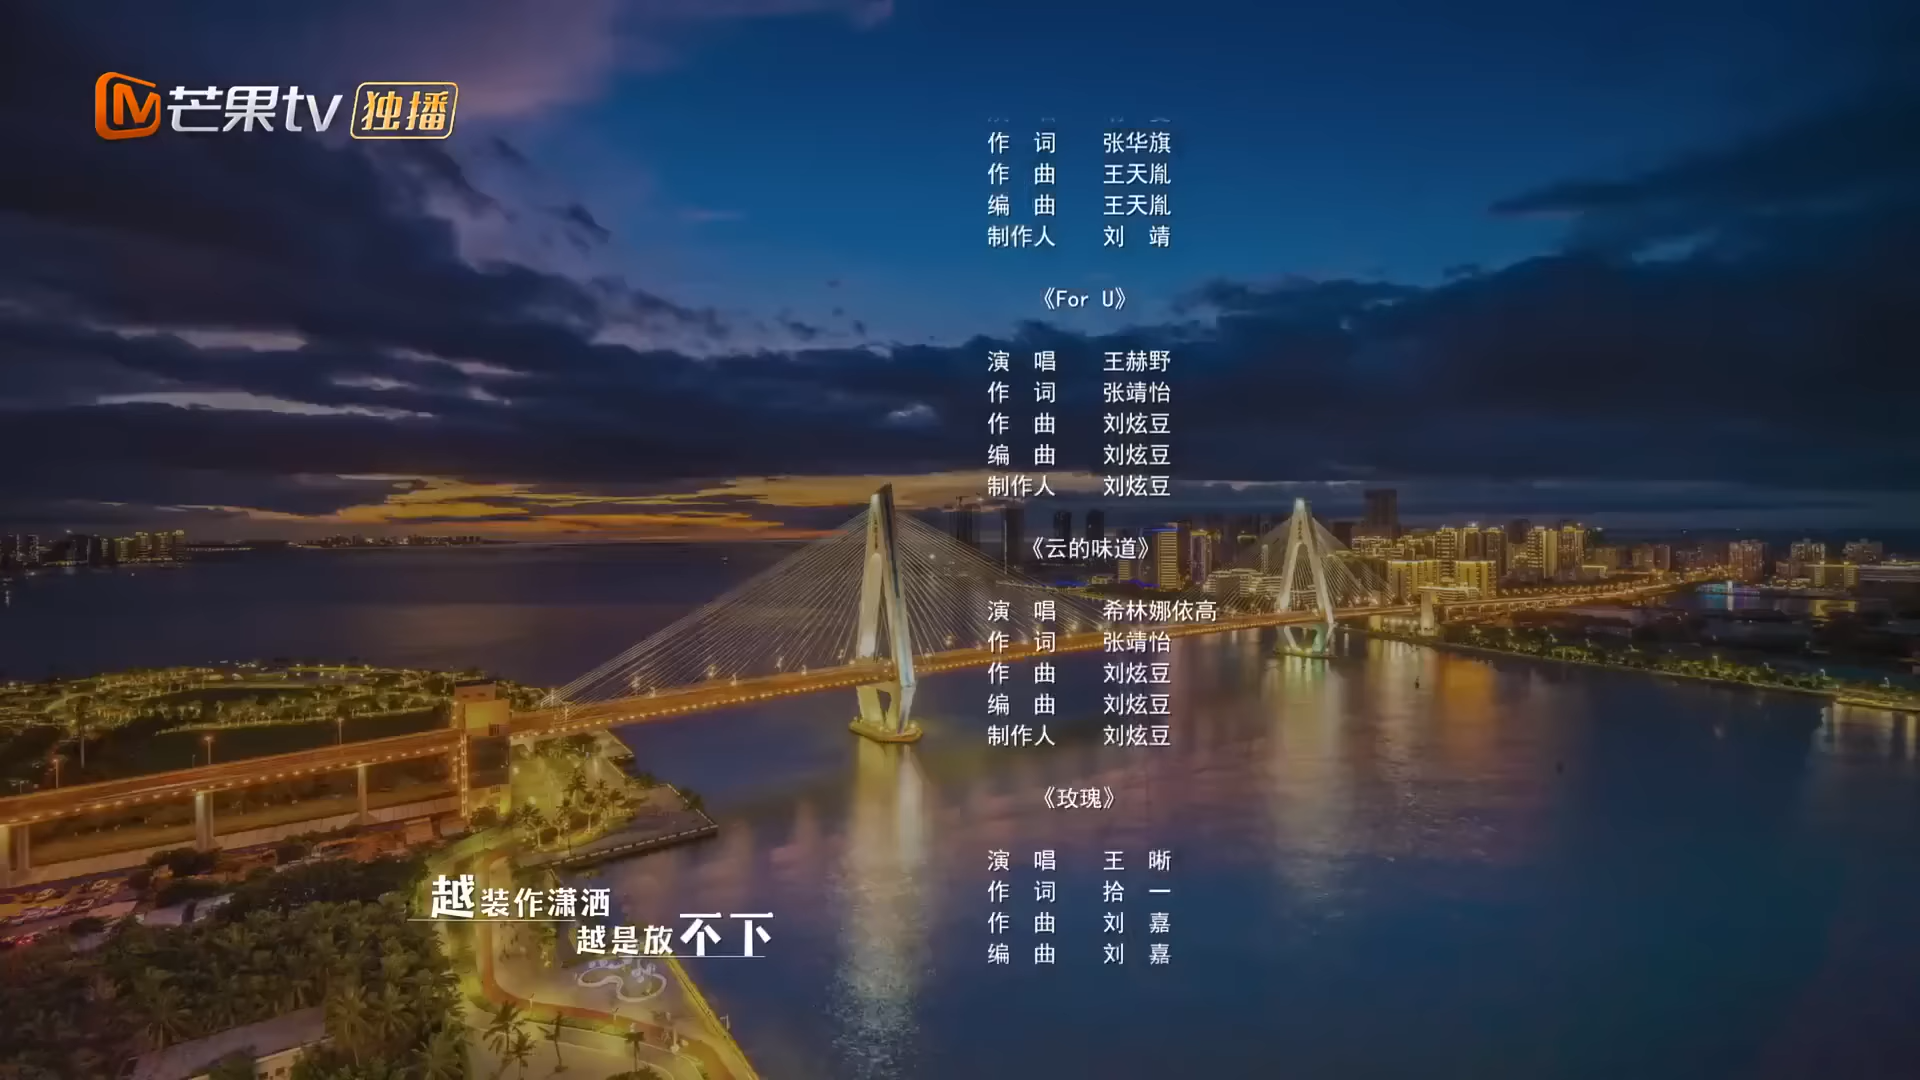 芒果tv 独播
作 词 张华旗
作 曲 王天胤
编 曲 王天胤
制作人 刘 靖
《For U》
演 唱 王赫野
作 词 张靖怡
作 曲 刘炫豆
编 曲 刘炫豆
制作人 刘炫豆
《云的味道》
演 唱 希林娜依高
作 词 张靖怡
作 曲 刘炫豆
编 曲 刘炫豆
制作人 刘炫豆
《玫瑰》
演 唱 王 晰
作 词 拾 一
作 曲 刘 嘉
编 曲 刘 嘉
越装作潇洒
越是放不下